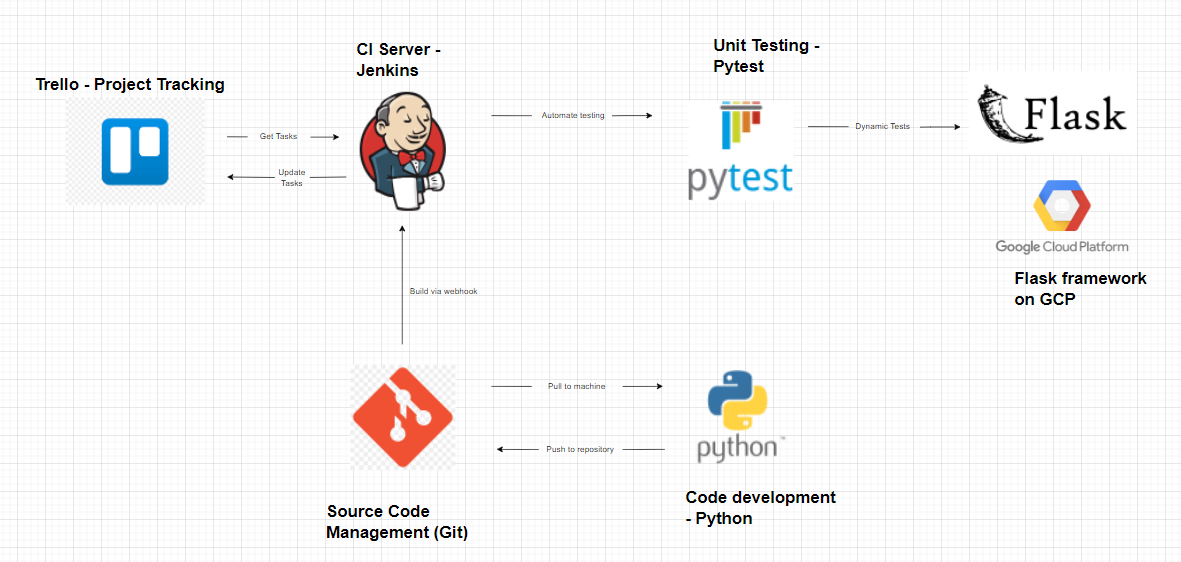 CI Server -
Jenkins
Unit Testing -
Pytest
Trello - Project Tracking
Flask
Get Tasks
Automate testing
Dynamic Tests
Update
Tasks
pytest
Google Cloud Platform
Flask framework
on GCP
Build via webhook
Pull to machine
python™
Push to repository
Source Code
Management (Git)
Code development
- Python